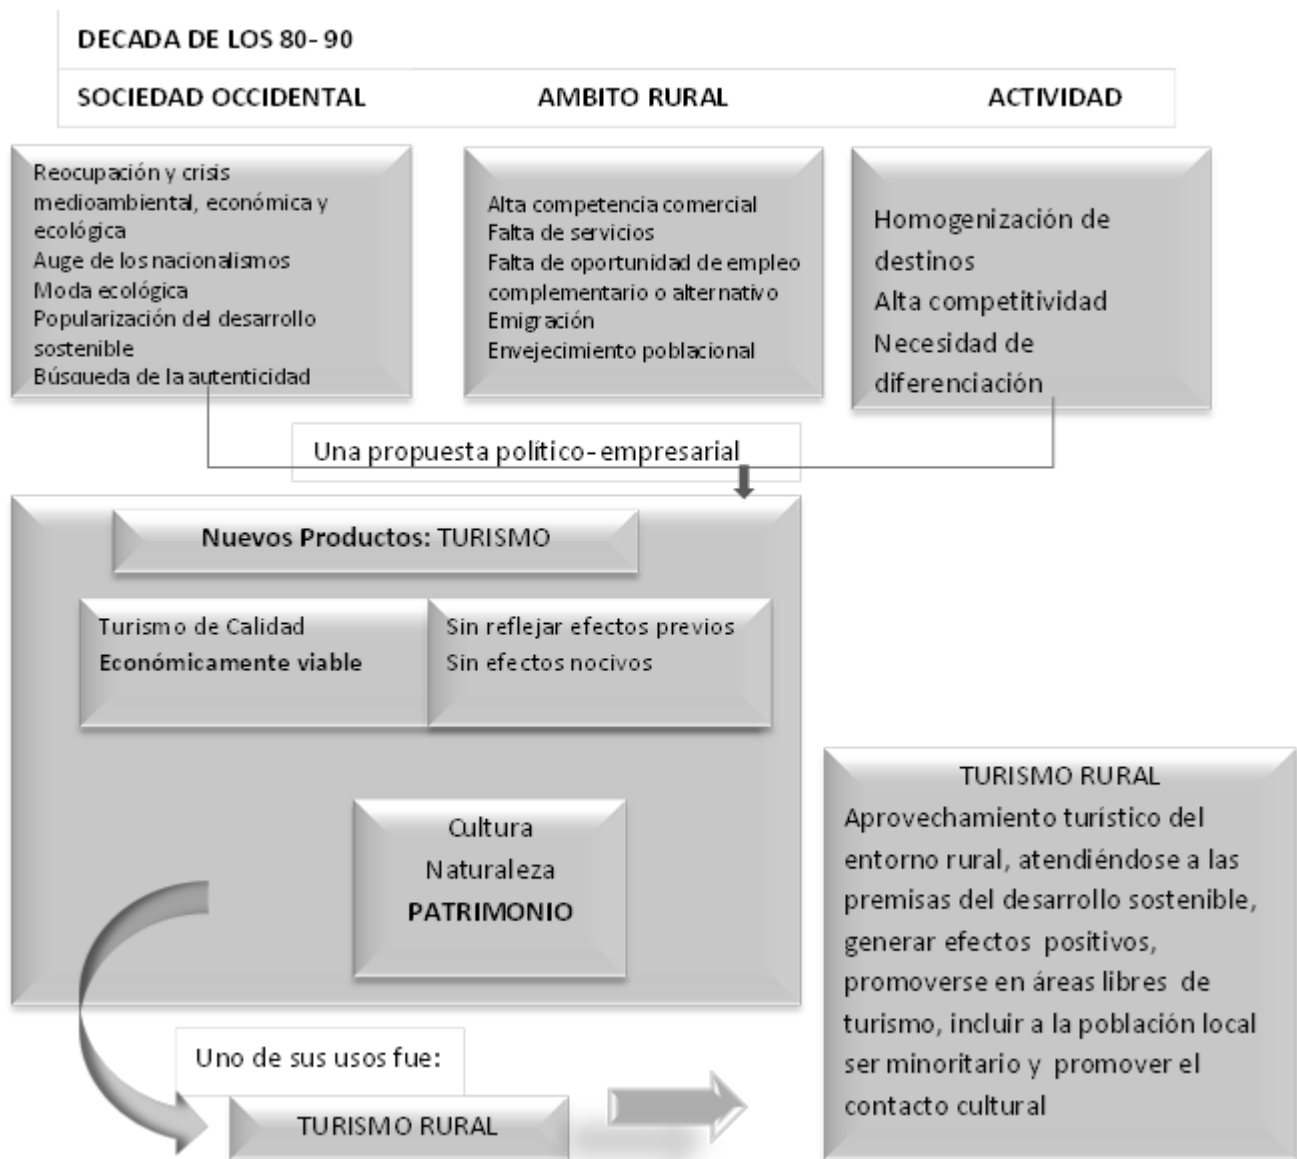 DECADA DE LOS 80- 90
SOCIEDAD OCCIDENTAL AMBITO RURAL ACTIVIDAD
Reocupación y crisis
medioambiental, económica y
ecológica
Auge de los nacionalismos
Moda ecológica
Popularización del desarrollo
sostenible
Búsqueda de la autenticidad
Alta competencia comercial
Falta de servicios
Falta de oportunidad de empleo
complementario o alternativo
Emigración
Envejecimiento poblacional
Homogenización de
destinos
Alta competitividad
Necesidad de
diferenciación
Una propuesta político- empresarial
Nuevos Productos: TURISMO
Turismo de Calidad
Económicamente viable
Sin reflejar efectos previos
Sin efectos nocivos
Cultura
Naturaleza
PATRIMONIO
Uno de sus usos fue:
TURISMO RURAL
TURISMO RURAL
Aprovechamiento turístico del
entorno rural, atendiéndose a las
premisas del desarrollo sostenible,
generar efectos positivos,
promoverse en áreas libres de
turismo, incluir a la población local
ser minoritario y promover el
contacto cultural